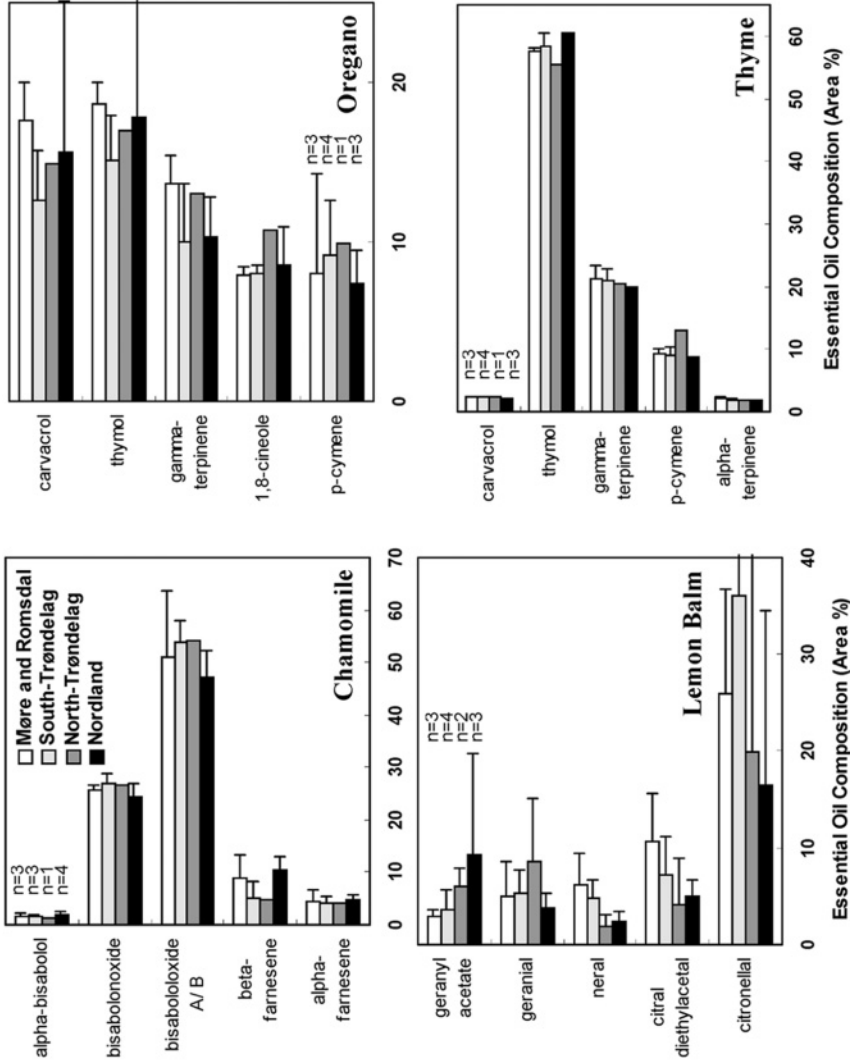 Møre and Romsdal
South-Trøndelag
North-Trøndelag
Nordland
n=3
n=3
n=1
n=4
alpha-bisabolol
bisabolonoxide
bisaboloxide
A/ B
beta-
farnesene
alpha-
farnesene
0
10
20
30
40
50
60
70
Chamomile
carvacrol
thymol
gamma-
terpinene
1,8-cineole
p-cymene
n=3
n=4
n=1
n=3
0
10
20
Oregano
geranyl
acetate
geranial
neral
citral
diethylacetal
citronellal
n=3
n=4
n=2
n=3
Lemon Balm
0
10
20
30
40
Essential Oil Composition (Area %)
carvacrol
thymol
gamma-
terpinene
p-cymene
alpha-
terpinene
n=3
n=4
n=1
n=3
Thyme
0
10
20
30
40
50
60
Essential Oil Composition (Area %)